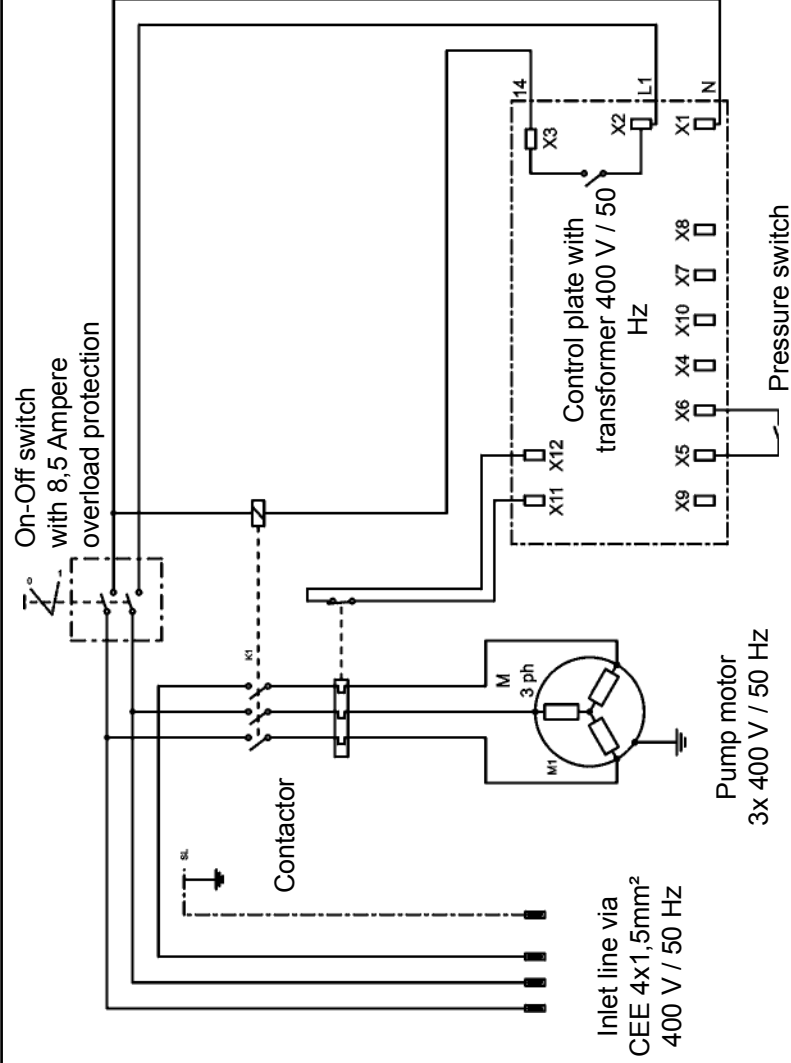 On-Off switch
with 8,5 Ampere
overload protection
0
1
14
L1
N
X3
X2
X1
Control plate with
transformer 400 V / 50
Hz
X12
X11
X8
X7
X10
X4
X6
X5
X9
Pressure switch
K1
M
3 ph
M1
Contactor
SL
Pump motor
3x 400 V / 50 Hz
Inlet line via
CEE 4x1,5mm²
400 V / 50 Hz